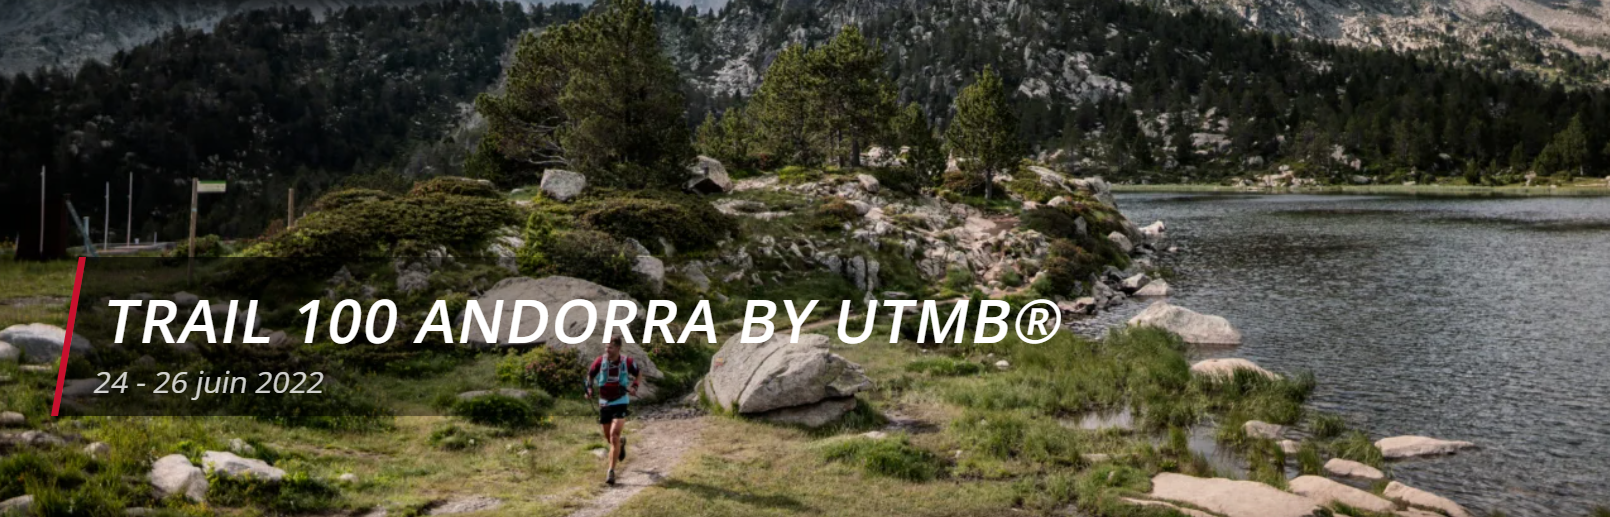 TRAIL 100 ANDORRA BY UTMB®
24 - 26 juin 2022